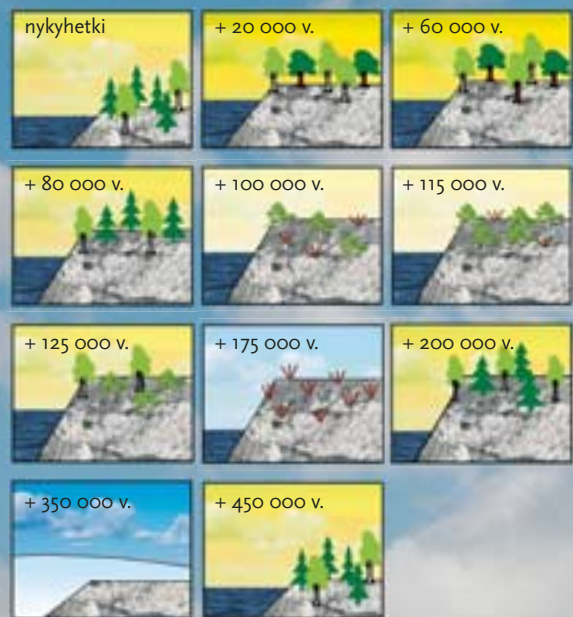 nykyhetki
+ 20 000 v.
+ 60 000 v.
+ 80 000 v.
+ 100 000 v.
+ 115 000 v.
+ 125 000 v.
+ 175 000 v.
+ 200 000 v.
+ 350 000 v.
+ 450 000 v.